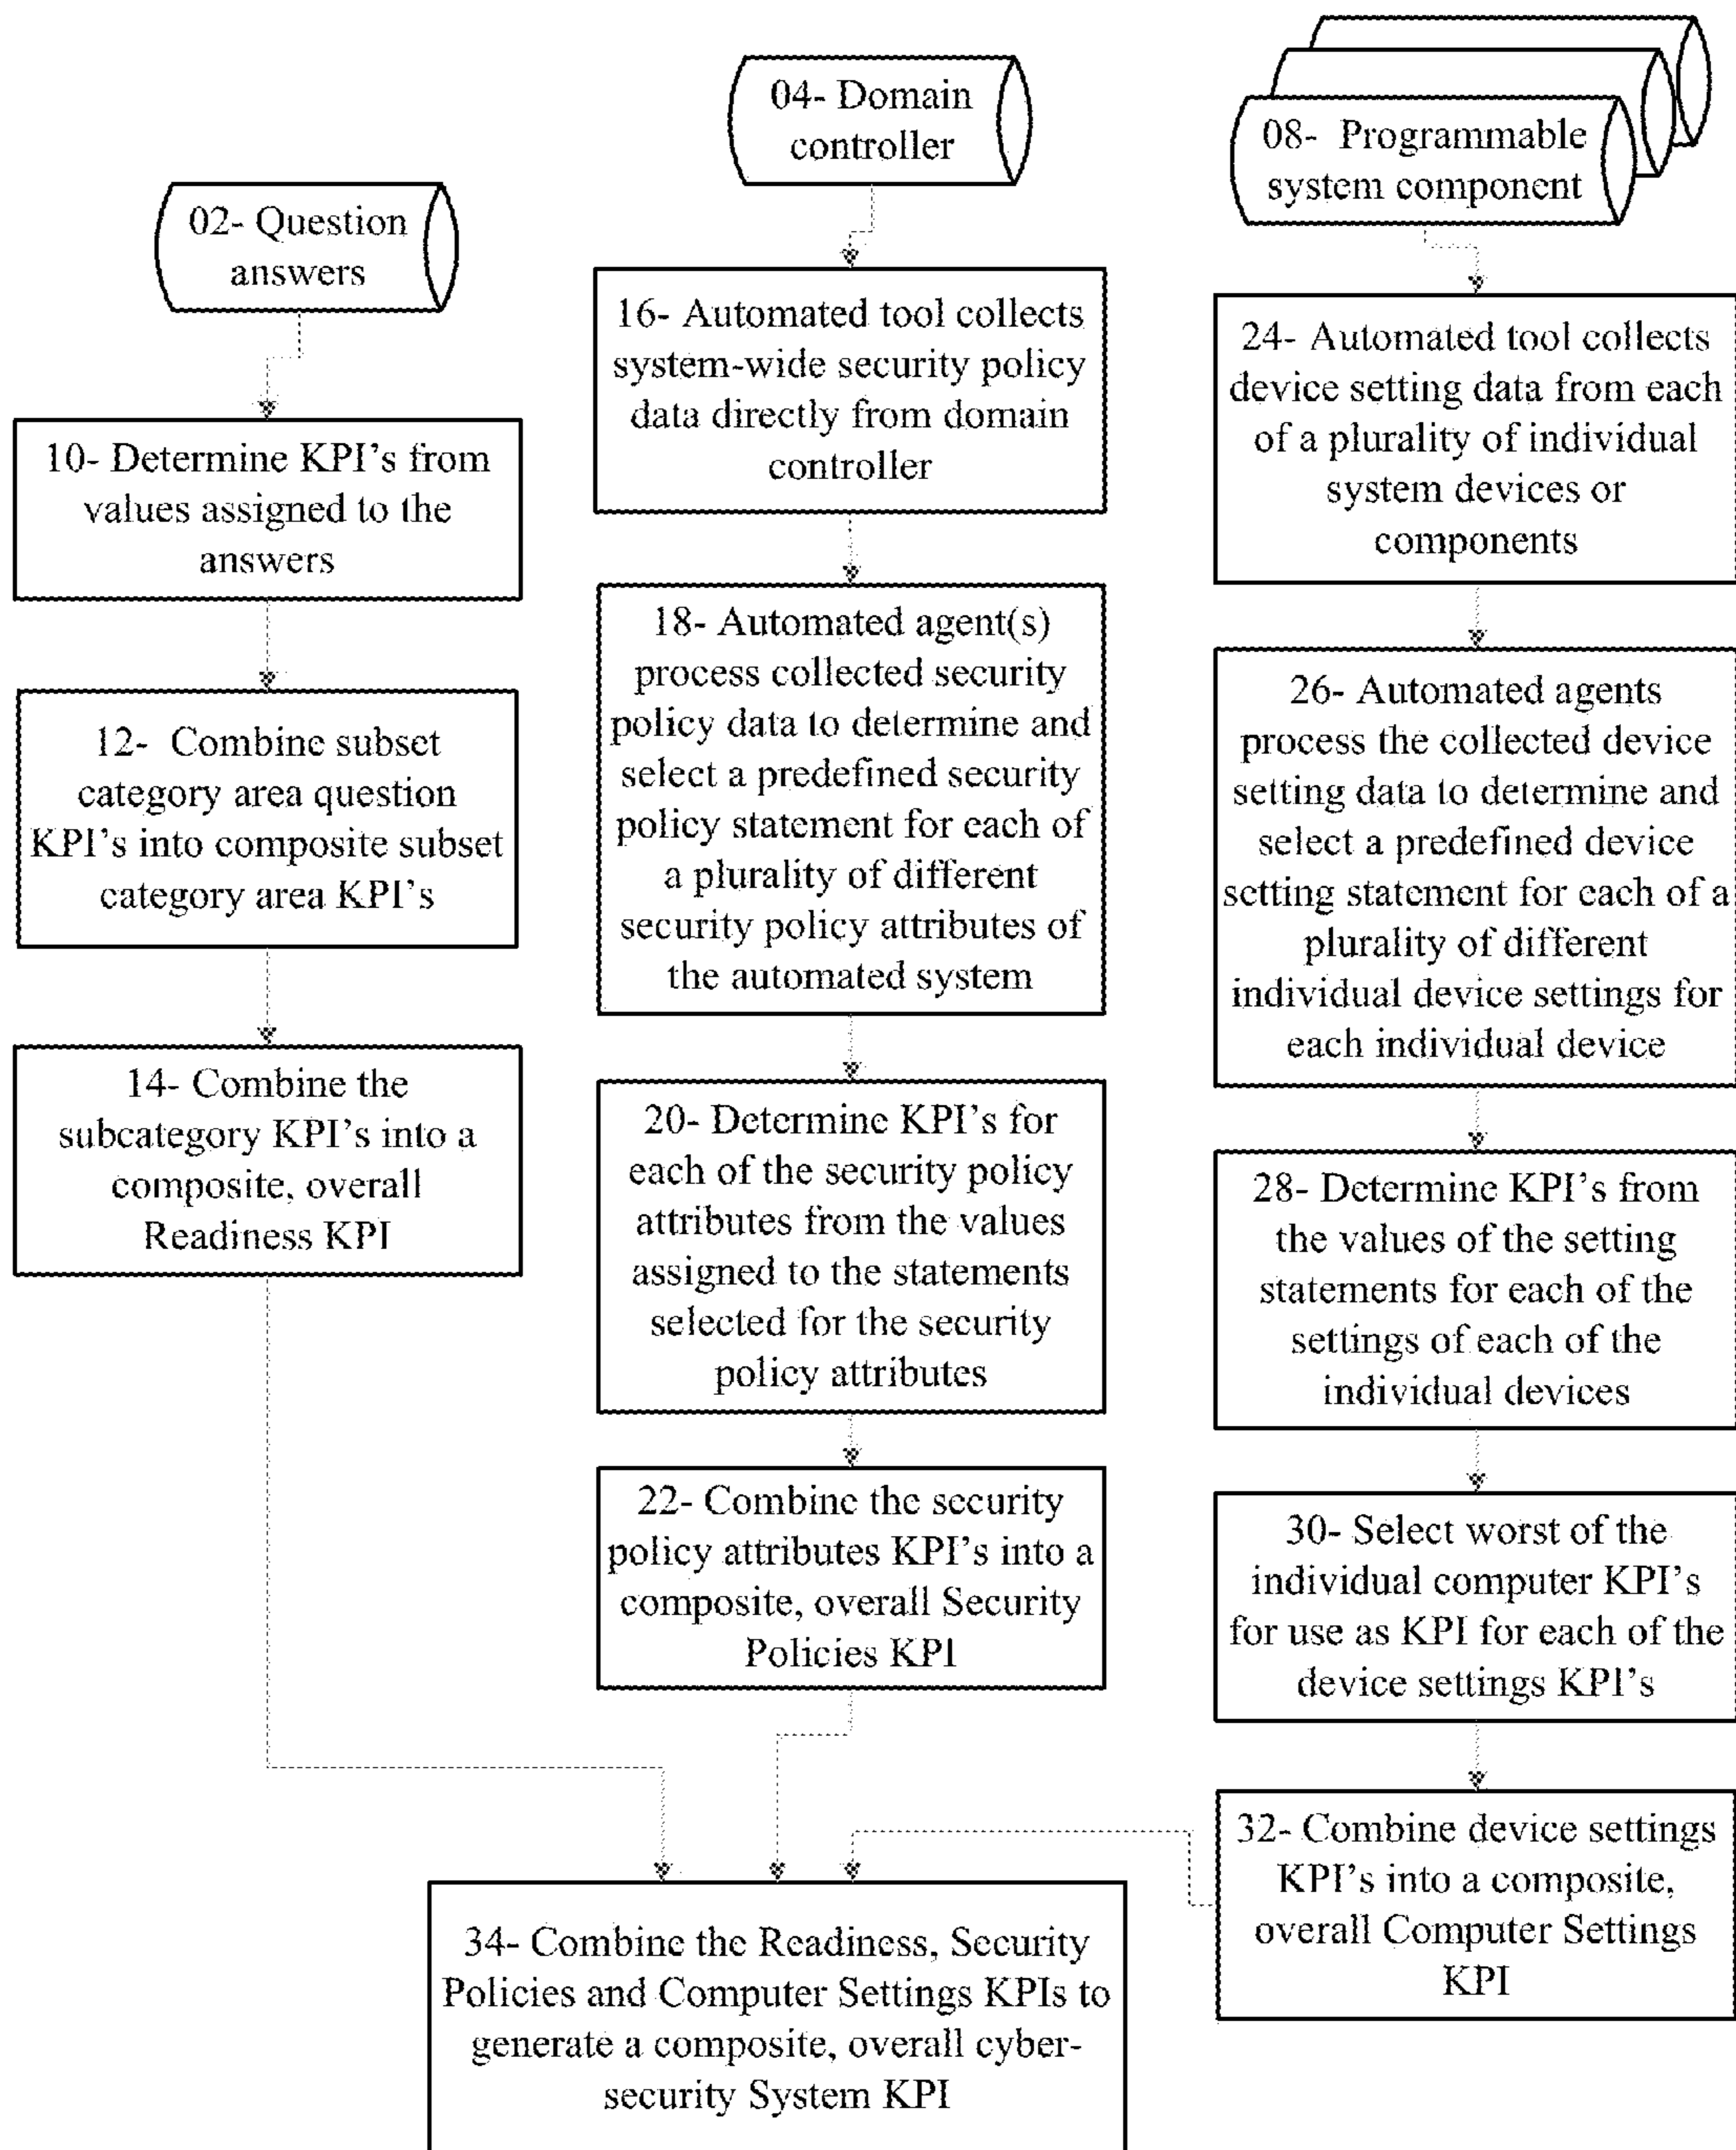 02- Question
answers
10- Determine KPI's from
values assigned to the
answers
12- Combine subset
category area question
KPI's into composite subset
category area KPI's
14- Combine the
subcategory KPI's into a
composite, overall
Readiness KPI
04- Domain
controller
16- Automated tool collects
system-wide security policy
data directly from domain
controller
18- Automated agent(s)
process collected security
policy data to determine and
select a predefined security
policy statement for each of
a plurality of different
security policy attributes of
the automated system
20- Determine KPI's for
each of the security policy
attributes from the values
assigned to the statements
selected for the security
policy attributes
22- Combine the security
policy attributes KPI's into a
composite, overall Security
Policies KPI
08- Programmable
system component
24- Automated tool collects
device setting data from each
of a plurality of individual
system devices or
components
26- Automated agents
process the collected device
setting data to determine and
select a predefined device
setting statement for each of a
plurality of different
individual device settings for
each individual device
28- Determine KPI's from
the values of the setting
statements for each of the
settings of each of the
individual devices
30- Select worst of the
individual computer KPI's
for use as KPI for each of the
device settings KPI's
32- Combine device settings
KPI's into a composite,
overall Computer Settings
KPI
34- Combine the Readiness, Security
Policies and Computer Settings KPIs to
generate a composite, overall cyber-
security System KPI